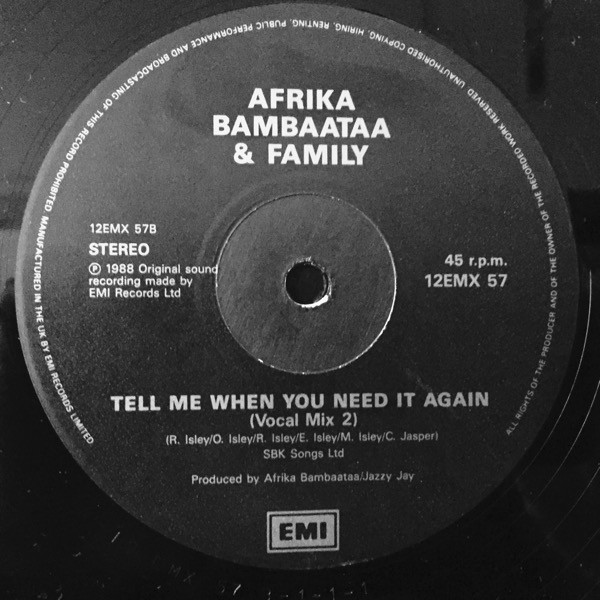 AFRIKA
BAMBAATAA
& FAMILY
12EMX 57B
STEREO
℗ 1988 Original sound
recording made by
EMI Records Ltd
45 r.p.m.
12EMX 57
TELL ME WHEN YOU NEED IT AGAIN
(Vocal Mix 2)
(R. Isley/O. Isley/R. Isley/E. Isley/M. Isley/C. Jasper)
SBK Songs Ltd
Produced by Afrika Bambaataa/Jazzy Jay
EMI
ALL RIGHTS OF THE PRODUCER AND OF THE OWNER OF THE RECORDED WORK RESERVED. UNAUTHORISED COPYING, HIRING, RENTING, PUBLIC PERFORMANCE AND BROADCASTING OF THIS RECORD PROHIBITED. MANUFACTURED IN THE UK BY EMI RECORDS LIMITED.